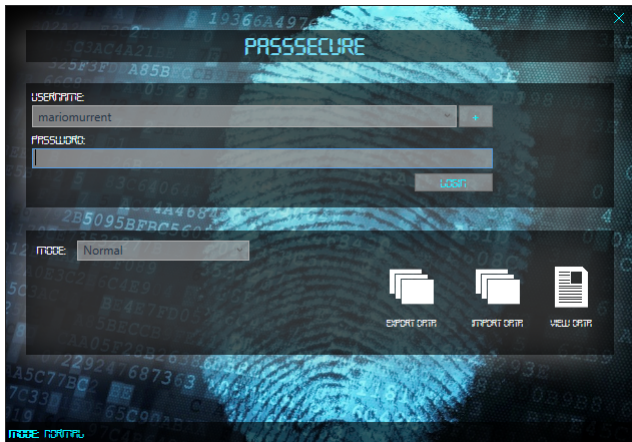 PASSSECURE
USERNAME:
mariomurrent
+
PASSWORD:
LOGIN
MODE: Normal
EXPORT DATA IMPORT DATA VIEW DATA
MODE: NORMAL